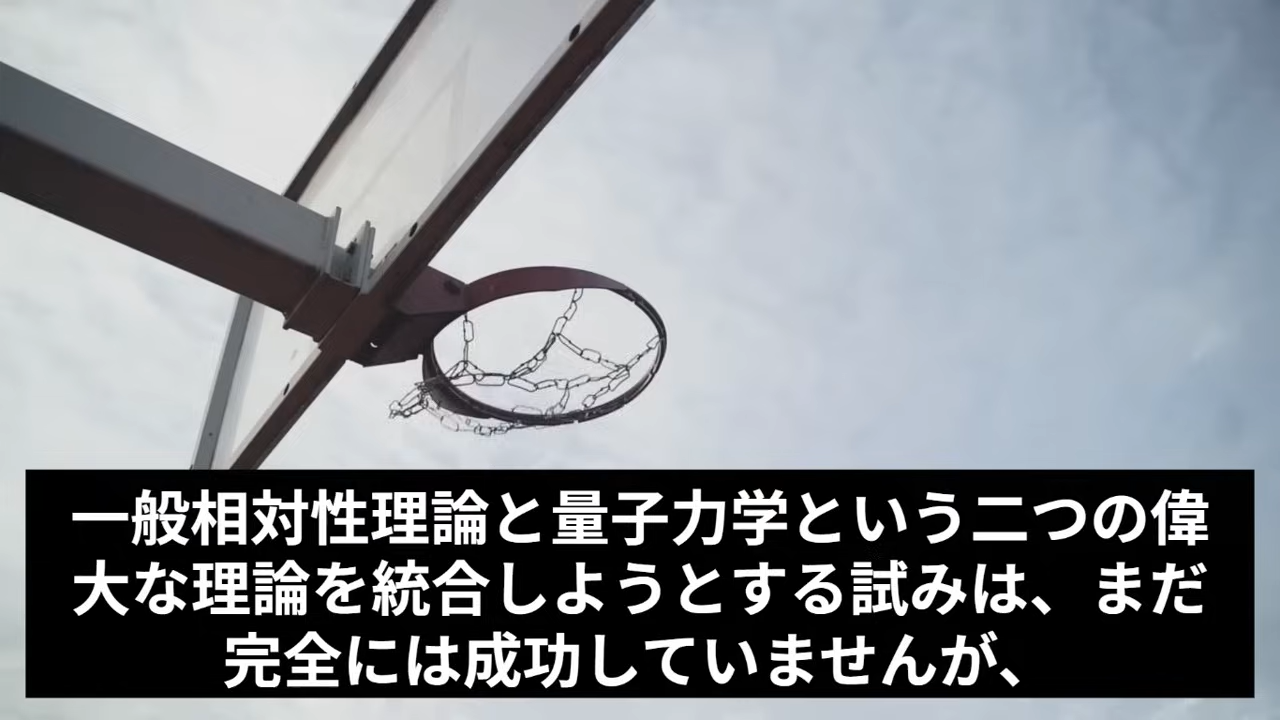 一般相対性理論と量子力学という二つの偉
大な理論を統合しようとする試みは、まだ
完全には成功していませんが、